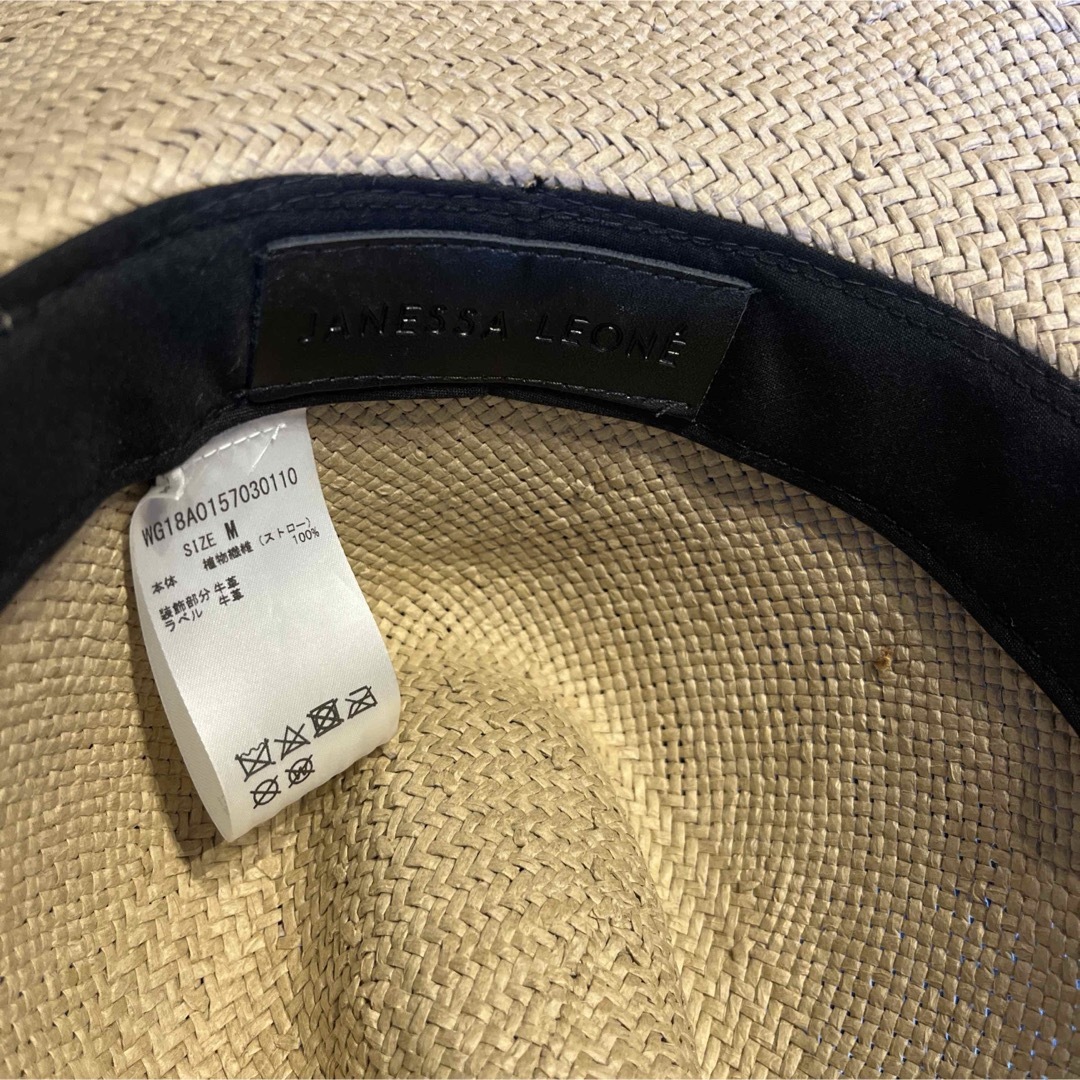 JANESSA LEONÉ
WG18A0157030110
SIZE M
本体 植物繊維 (ストロー)
100%
装飾部分 牛革
ラベル 牛革